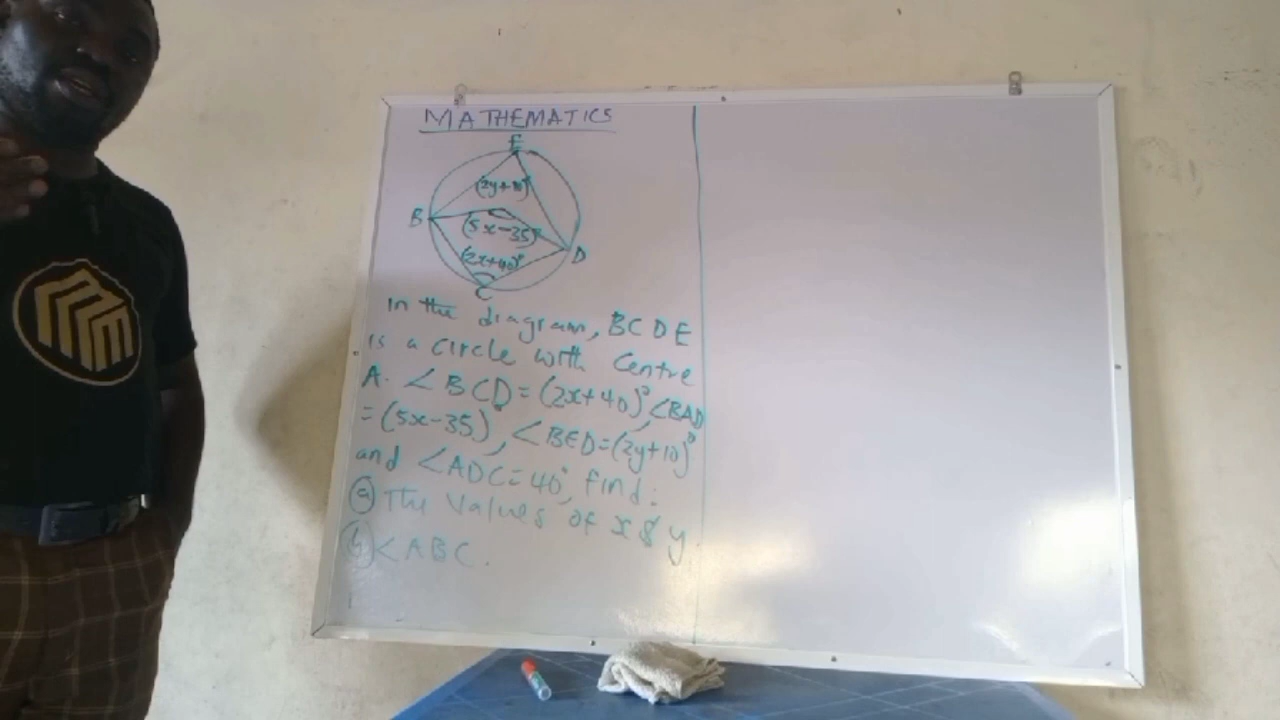 MATHEMATICS
E
(2y+10)°
B
(5x-35)°
D
(2x+40)°
C
In the diagram, BCDE
is a circle with Centre
A. ∠BCD=(2x+40)°, ∠BAD
=(5x-35)°, ∠BED=(2y+10)°
and ∠ADC=40°, find:
(a) The Values of x & y
(b) <ABC.